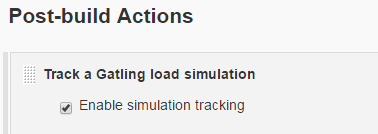 Post-build Actions
Track a Gatling load simulation
Enable simulation tracking